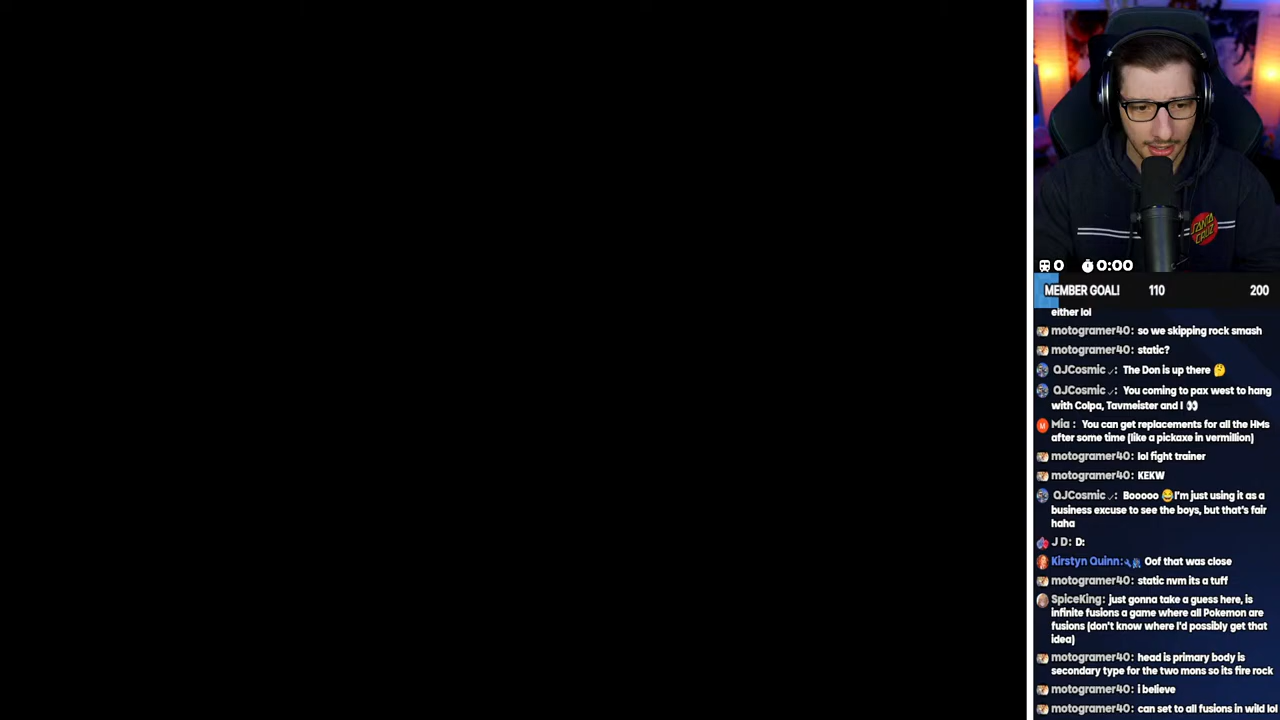 SANTA
CRUZ
0 0:00
MEMBER GOAL! 110 200
either lol
motogramer40: so we skipping rock smash
motogramer40: static?
QJCosmic ✓: The Don is up there 🤔
QJCosmic ✓: You coming to pax west to hang
with Colpa, Tavmeister and I 👀
Mia : You can get replacements for all the HMs
after some time (like a pickaxe in vermillion)
motogramer40: lol fight trainer
motogramer40: KEKW
QJCosmic ✓: Booooo 😂I'm just using it as a
business excuse to see the boys, but that's fair
haha
J D: D:
Kirstyn Quinn: Oof that was close
motogramer40: static nvm its a tuff
SpiceKing: just gonna take a guess here, is
infinite fusions a game where all Pokemon are
fusions (don't know where I'd possibly get that
idea)
motogramer40: head is primary body is
secondary type for the two mons so its fire rock
motogramer40: i believe
motogramer40: can set to all fusions in wild lol